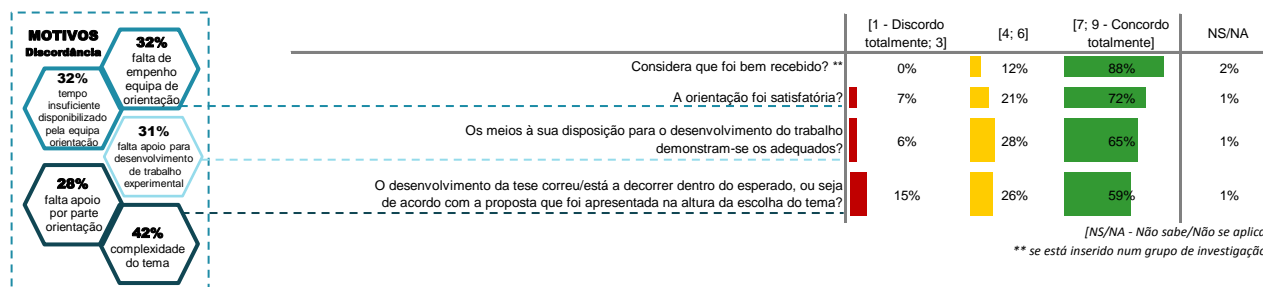 MOTIVOS
Discordância
32%
falta de
empenho
equipa de
orientação
32%
tempo
insuficiente
disponibilizado
pela equipa
orientação
31%
falta apoio para
desenvolvimento
de trabalho
experimental
28%
falta apoio
por parte
orientação
42%
complexidade
do tema
[1 - Discordo
totalmente; 3]
[4; 6]
[7; 9 - Concordo
totalmente]
NS/NA
Considera que foi bem recebido? **
0%
12%
88%
2%
A orientação foi satisfatória?
7%
21%
72%
1%
Os meios à sua disposição para o desenvolvimento do trabalho
demonstram-se os adequados?
6%
28%
65%
1%
O desenvolvimento da tese correu/está a decorrer dentro do esperado, ou seja
de acordo com a proposta que foi apresentada na altura da escolha do tema?
15%
26%
59%
1%
[NS/NA - Não sabe/Não se aplica
** se está inserido num grupo de investigação